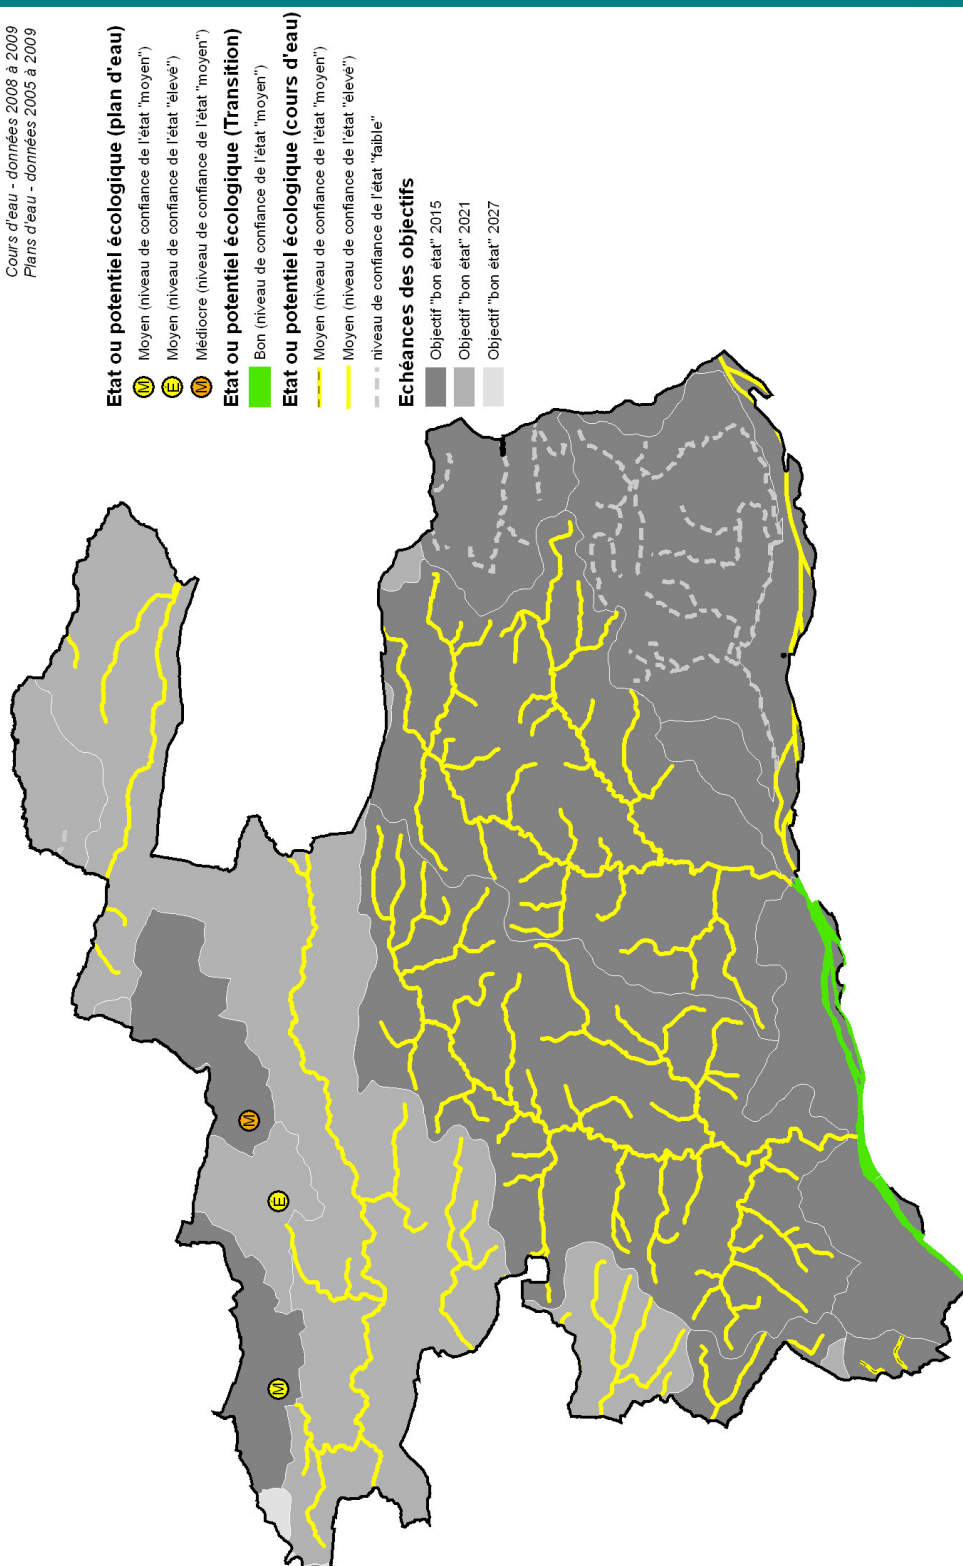 Cours d'eau - données 2008 à 2009
Plans d'eau - données 2005 à 2009
Etat ou potentiel écologique (plan d'eau)
M Moyen (niveau de confiance de l'état "moyen")
E Moyen (niveau de confiance de l'état "élevé")
M Médiocre (niveau de confiance de l'état "moyen")
Etat ou potentiel écologique (Transition)
Bon (niveau de confiance de l'état "moyen")
Etat ou potentiel écologique (cours d'eau)
Moyen (niveau de confiance de l'état "moyen")
Moyen (niveau de confiance de l'état "élevé")
niveau de confiance de l'état "faible"
Echéances des objectifs
Objectif "bon état" 2015
Objectif "bon état" 2021
Objectif "bon état" 2027
M
E
M